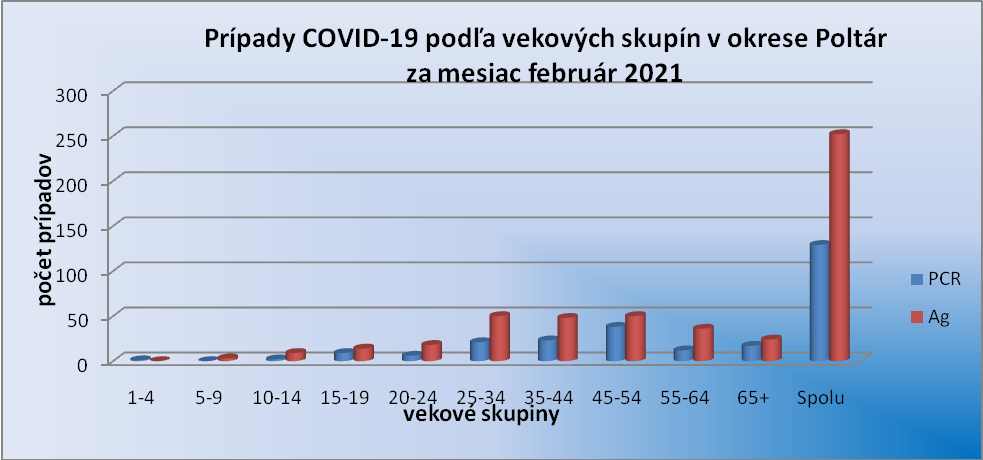 Prípady COVID-19 podľa vekových skupín v okrese Poltár
za mesiac február 2021
počet prípadov
300
250
200
150
100
50
0
1-4 5-9 10-14 15-19 20-24 25-34 35-44 45-54 55-64 65+ Spolu
vekové skupiny
PCR
Ag